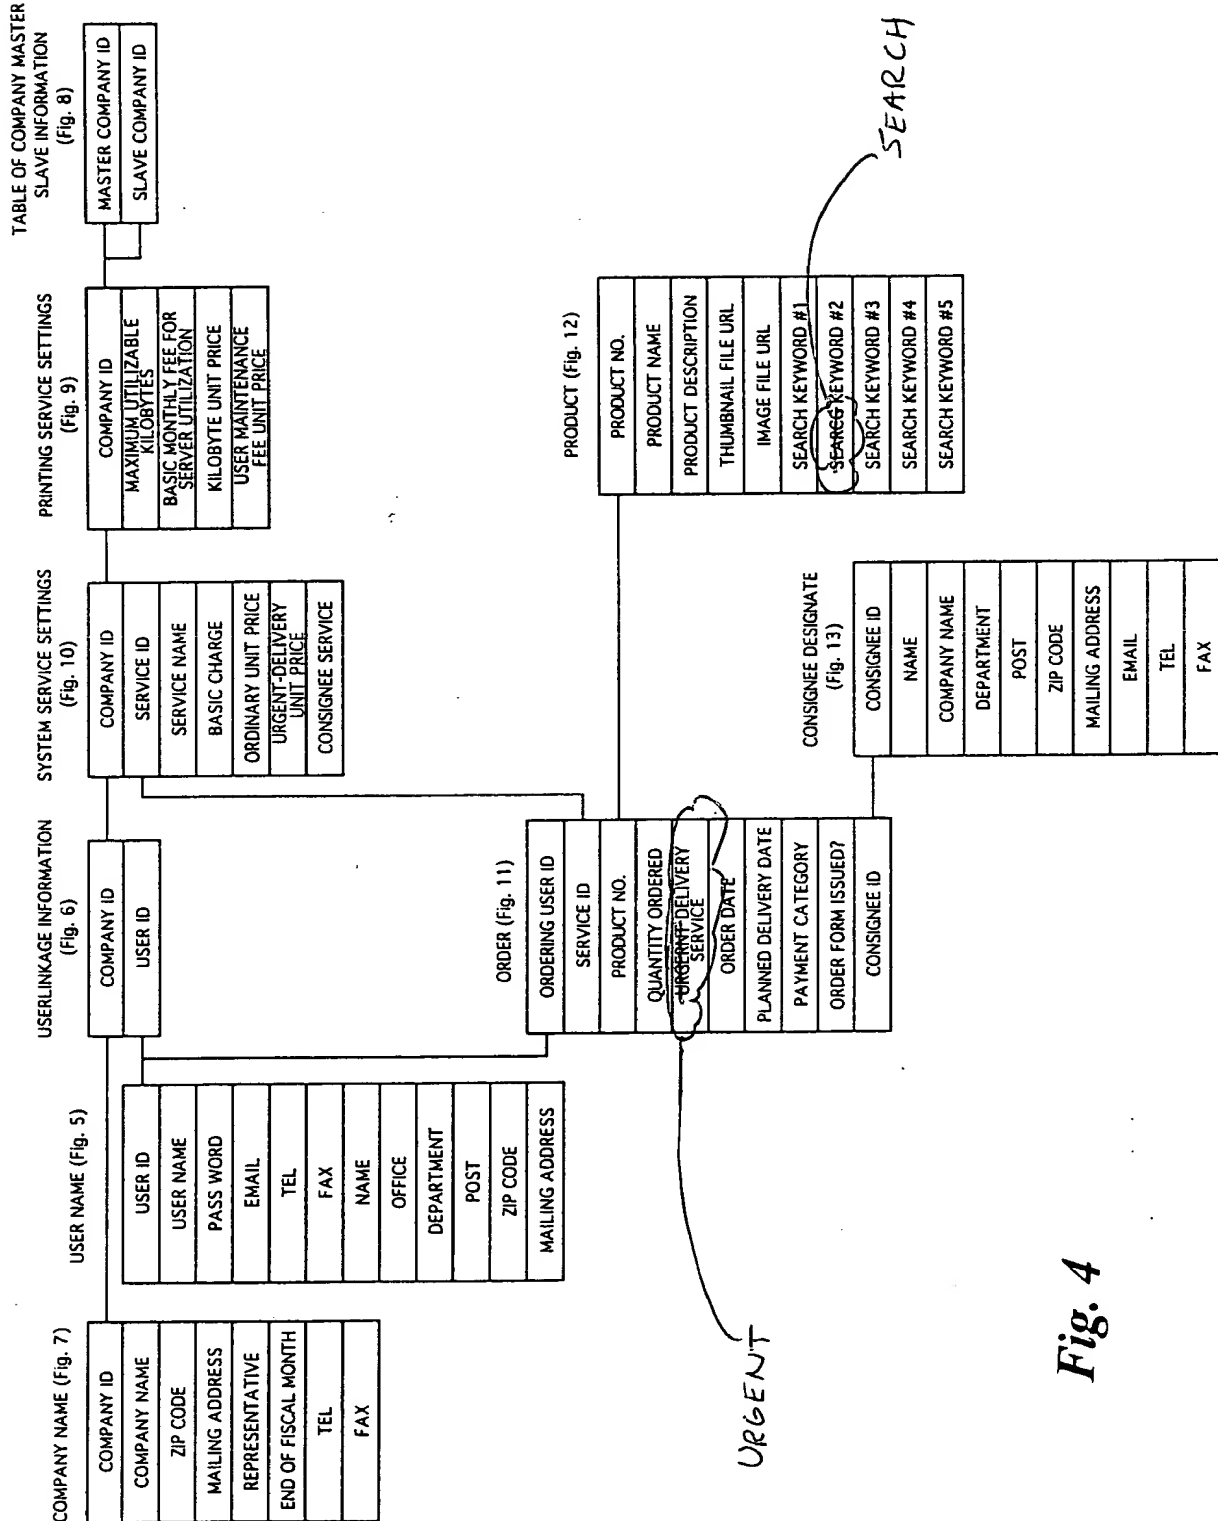 COMPANY NAME (Fig. 7)
COMPANY ID
COMPANY NAME
ZIP CODE
MAILING ADDRESS
REPRESENTATIVE
END OF FISCAL MONTH
TEL
FAX
USER NAME (Fig. 5)
USER ID
USER NAME
PASS WORD
EMAIL
TEL
FAX
NAME
OFFICE
DEPARTMENT
POST
ZIP CODE
MAILING ADDRESS
USERLINKAGE INFORMATION
(Fig. 6)
COMPANY ID
USER ID
SYSTEM SERVICE SETTINGS
(Fig. 10)
COMPANY ID
SERVICE ID
SERVICE NAME
BASIC CHARGE
ORDINARY UNIT PRICE
URGENT-DELIVERY
UNIT PRICE
CONSIGNEE SERVICE
PRINTING SERVICE SETTINGS
(Fig. 9)
COMPANY ID
MAXIMUM UTILIZABLE
KILOBYTES
BASIC MONTHLY FEE FOR
SERVER UTILIZATION
KILOBYTE UNIT PRICE
USER MAINTENANCE
FEE UNIT PRICE
TABLE OF COMPANY MASTER
SLAVE INFORMATION
(Fig. 8)
MASTER COMPANY ID
SLAVE COMPANY ID
ORDER (Fig. 11)
ORDERING USER ID
SERVICE ID
PRODUCT NO.
QUANTITY ORDERED
URGERNT DELIVERY
SERVICE
ORDER DATE
PLANNED DELIVERY DATE
PAYMENT CATEGORY
ORDER FORM ISSUED?
CONSIGNEE ID
PRODUCT (Fig. 12)
PRODUCT NO.
PRODUCT NAME
PRODUCT DESCRIPTION
THUMBNAIL FILE URL
IMAGE FILE URL
SEARCH KEYWORD #1
SEARCG KEYWORD #2
SEARCH KEYWORD #3
SEARCH KEYWORD #4
SEARCH KEYWORD #5
SEARCH
CONSIGNEE DESIGNATE
(Fig. 13)
CONSIGNEE ID
NAME
COMPANY NAME
DEPARTMENT
POST
ZIP CODE
MAILING ADDRESS
EMAIL
TEL
FAX
URGENT
Fig. 4